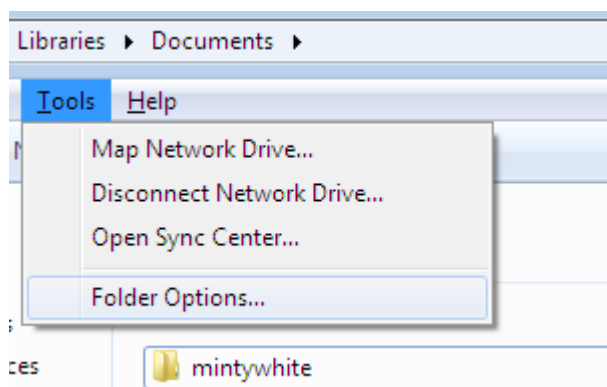 Libraries ▸ Documents ▸
Tools Help
Map Network Drive...
Disconnect Network Drive...
Open Sync Center...
Folder Options...
mintywhite